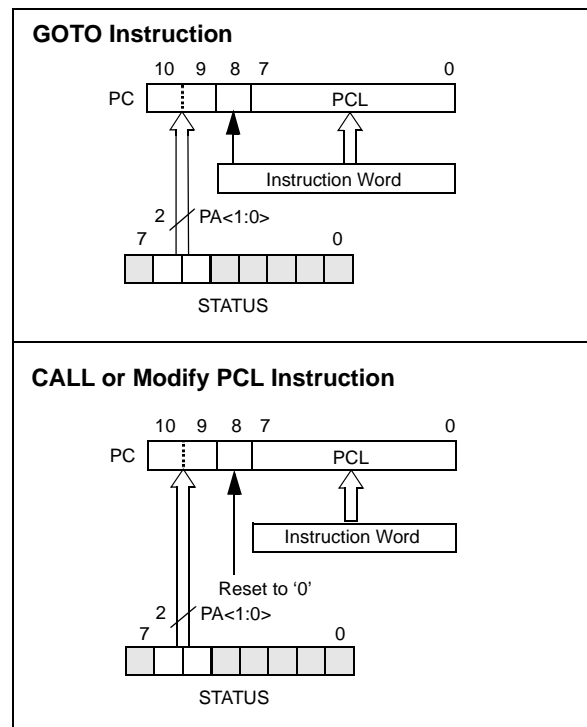 GOTO Instruction
10 9 8 7 0
PC PCL
Instruction Word
2 PA<1:0>
7 0
STATUS
CALL or Modify PCL Instruction
10 9 8 7 0
PC PCL
Instruction Word
Reset to ‘0’
2 PA<1:0>
7 0
STATUS